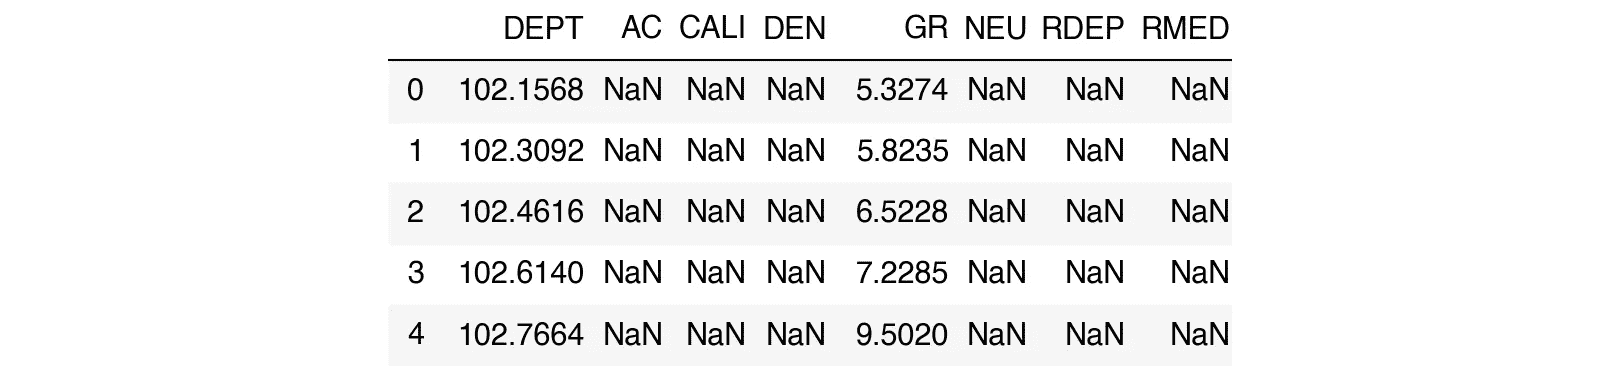 DEPT AC CALI DEN GR NEU RDEP RMED
0 102.1568 NaN NaN NaN 5.3274 NaN NaN NaN
1 102.3092 NaN NaN NaN 5.8235 NaN NaN NaN
2 102.4616 NaN NaN NaN 6.5228 NaN NaN NaN
3 102.6140 NaN NaN NaN 7.2285 NaN NaN NaN
4 102.7664 NaN NaN NaN 9.5020 NaN NaN NaN